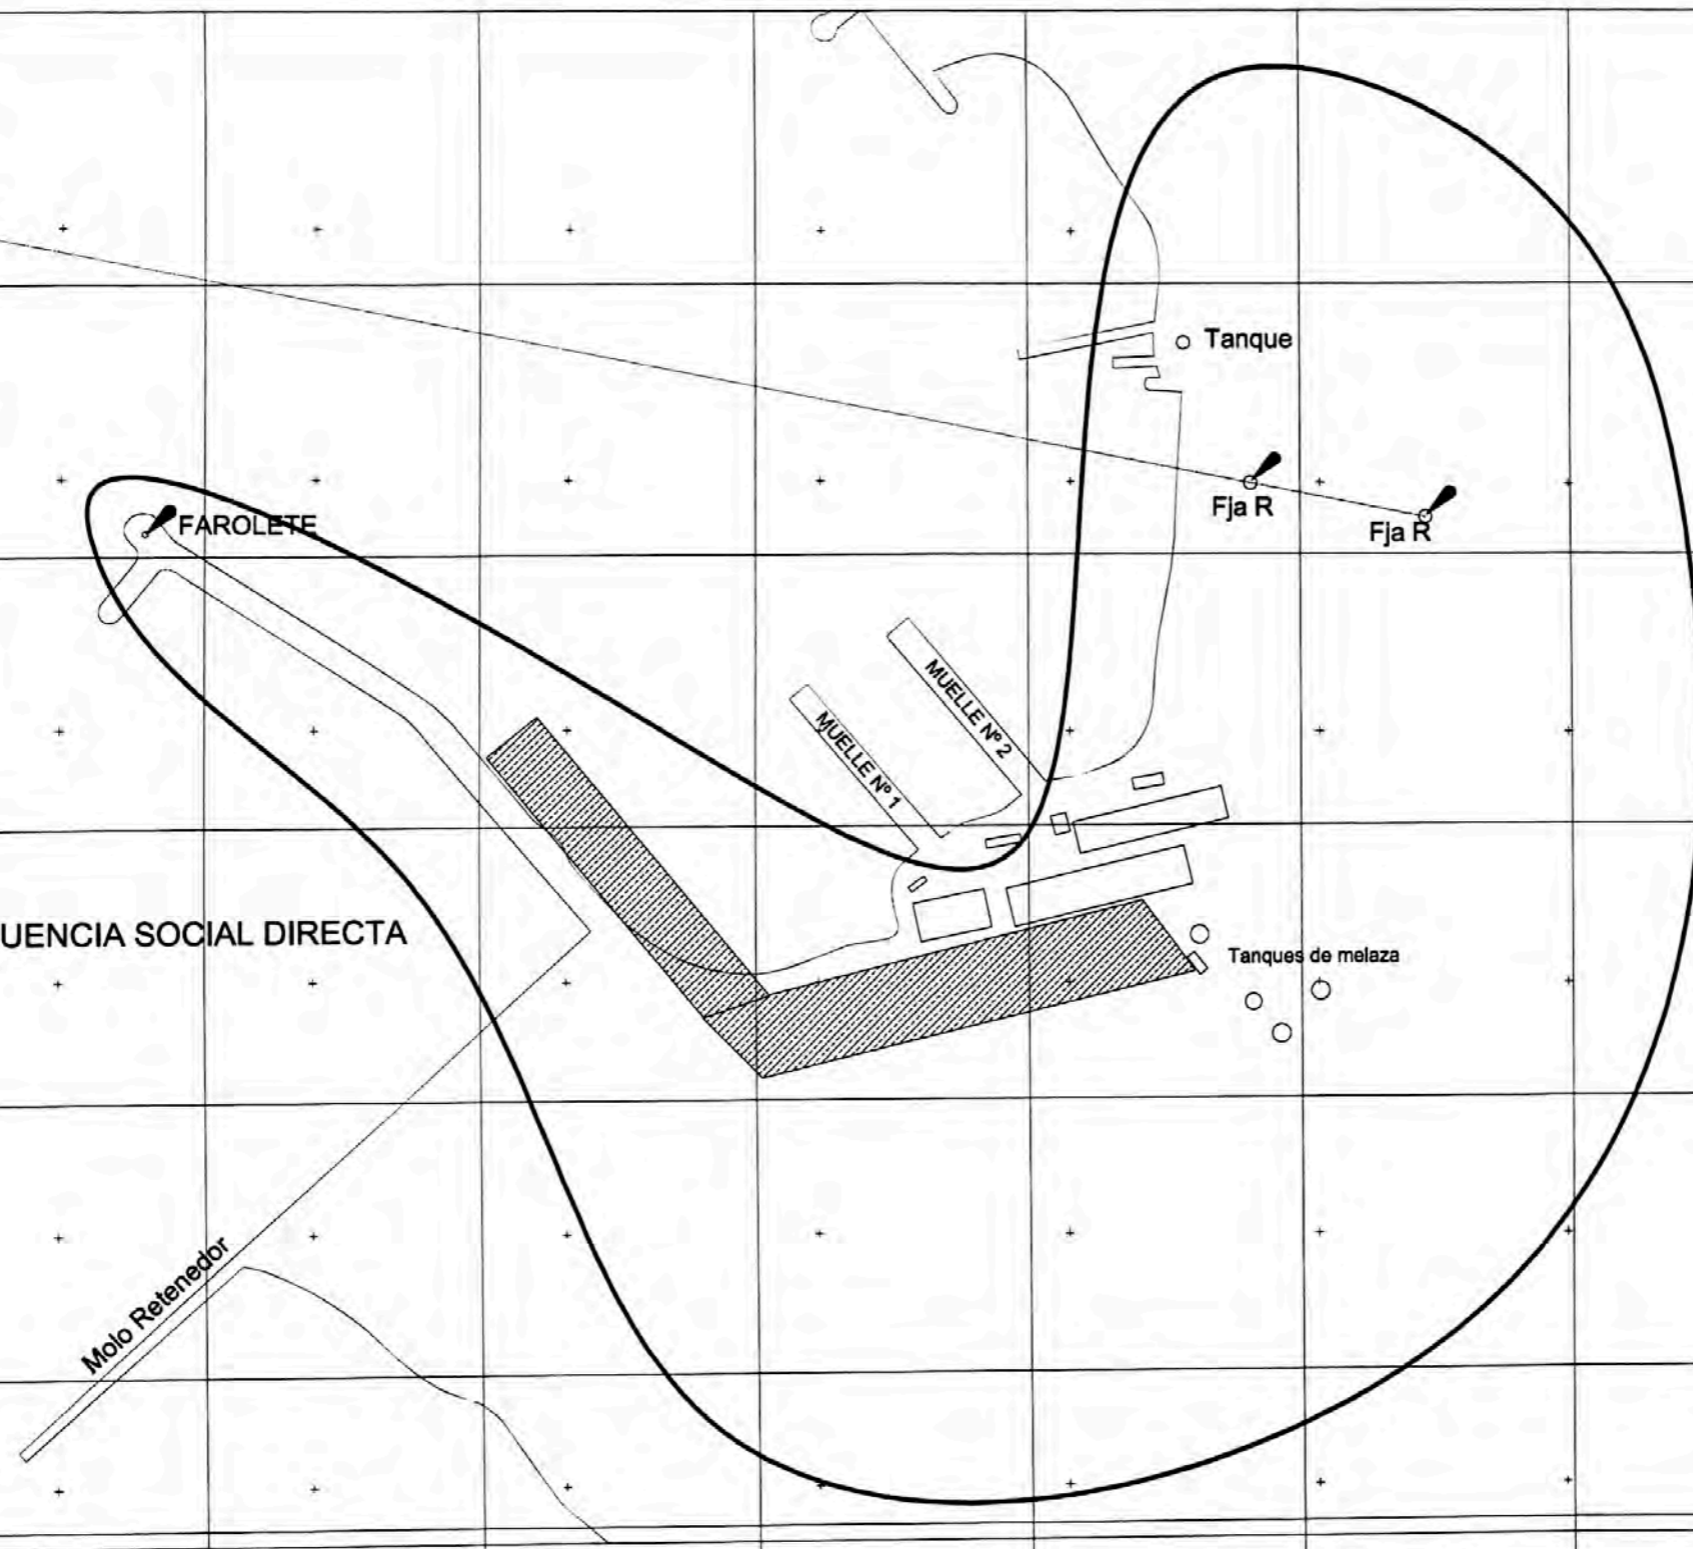 Tanque
Fja R
Fja R
FAROLETE
MUELLE Nº 2
MUELLE Nº 1
UENCIA SOCIAL DIRECTA
Tanques de melaza
Molo Retenedor